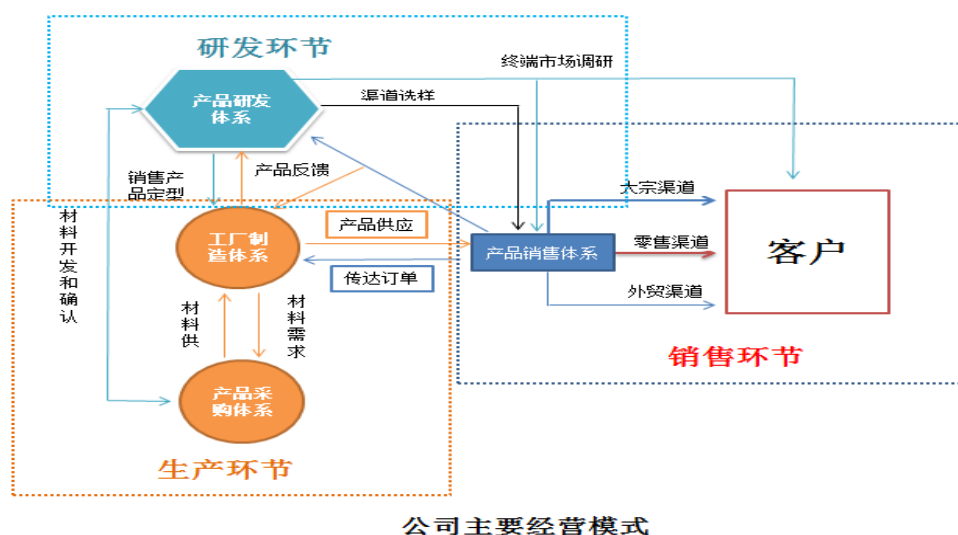 研发环节
终端市场调研
产品研发
体系
渠道选样
产品反馈
销售产
品定型
大宗渠道
材料开发和确认
工厂制
造体系
产品供应
产品销售体系
零售渠道
客户
传达订单
外贸渠道
材料供
材料需求
销售环节
产品采
购体系
生产环节
公司主要经营模式